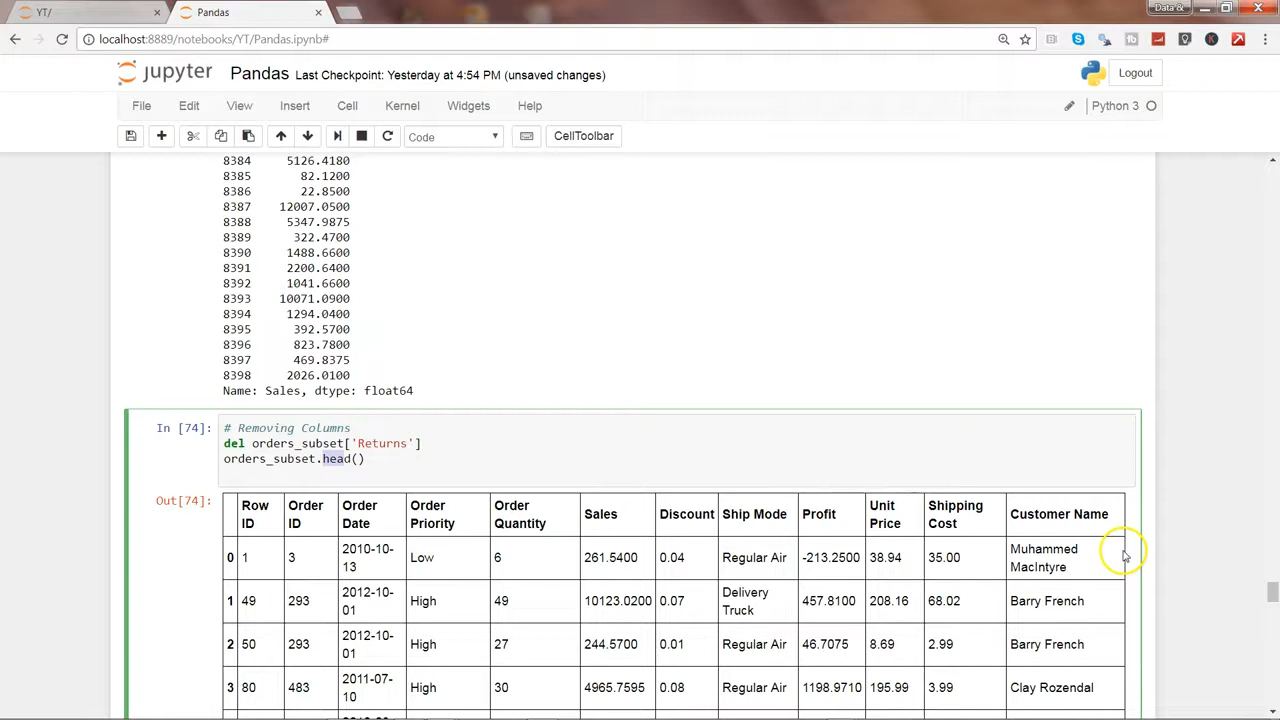 YT/
Pandas
Data &
localhost:8889/notebooks/YT/Pandas.ipynb#
jupyter Pandas Last Checkpoint: Yesterday at 4:54 PM (unsaved changes) Logout
File Edit View Insert Cell Kernel Widgets Help Python 3
Code CellToolbar
8384 5126.4180
8385 82.1200
8386 22.8500
8387 12007.0500
8388 5347.9875
8389 322.4700
8390 1488.6600
8391 2200.6400
8392 1041.6600
8393 10071.0900
8394 1294.0400
8395 392.5700
8396 823.7800
8397 469.8375
8398 2026.0100
Name: Sales, dtype: float64
In [74]: # Removing Columns
del orders_subset['Returns']
orders_subset.head()
Out[74]:
Row ID Order ID Order Date Order Priority Order Quantity Sales Discount Ship Mode Profit Unit Price Shipping Cost Customer Name
0 1 3 2010-10-13 Low 6 261.5400 0.04 Regular Air -213.2500 38.94 35.00 Muhammed MacIntyre
1 49 293 2012-10-01 High 49 10123.0200 0.07 Delivery Truck 457.8100 208.16 68.02 Barry French
2 50 293 2012-10-01 High 27 244.5700 0.01 Regular Air 46.7075 8.69 2.99 Barry French
3 80 483 2011-07-10 High 30 4965.7595 0.08 Regular Air 1198.9710 195.99 3.99 Clay Rozendal